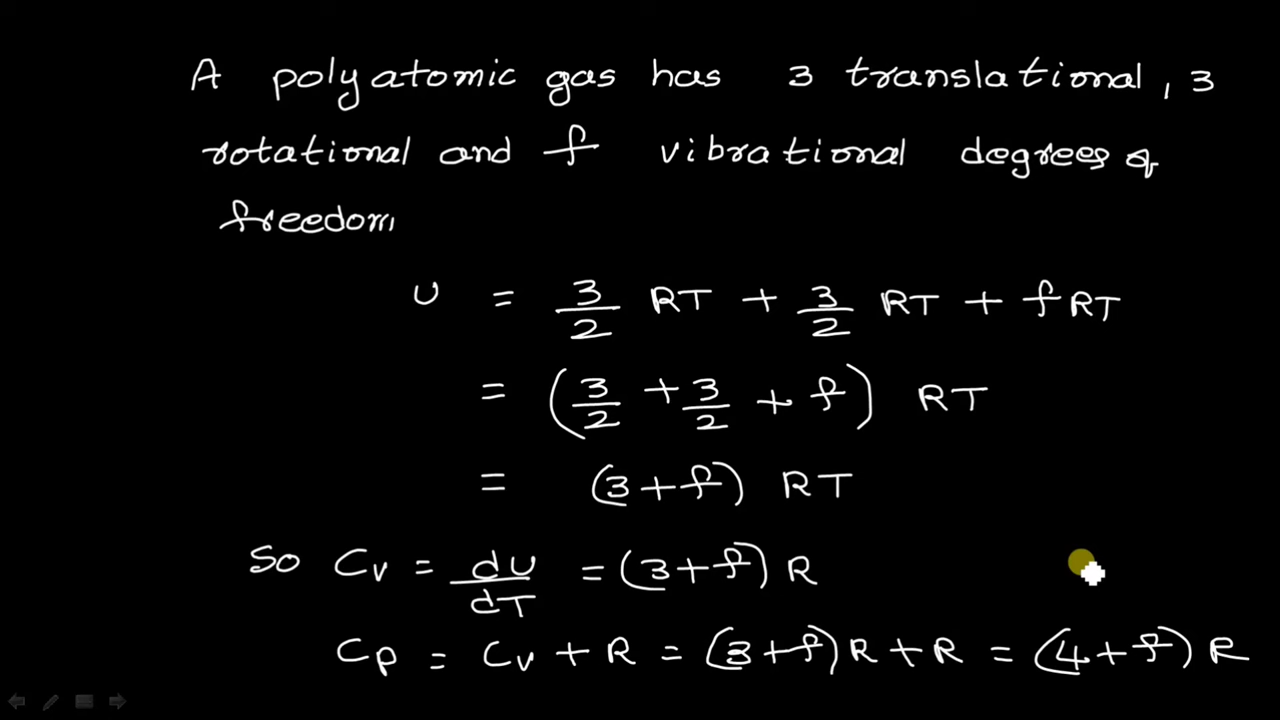 A polyatomic gas has 3 translational, 3
rotational and f vibrational degrees of
freedom
U = 3/2 RT + 3/2 RT + f RT
= (3/2 + 3/2 + f) RT
= (3+f) RT
So Cv = dU/dT = (3+f) R
Cp = Cv + R = (3+f)R + R = (4+f) R